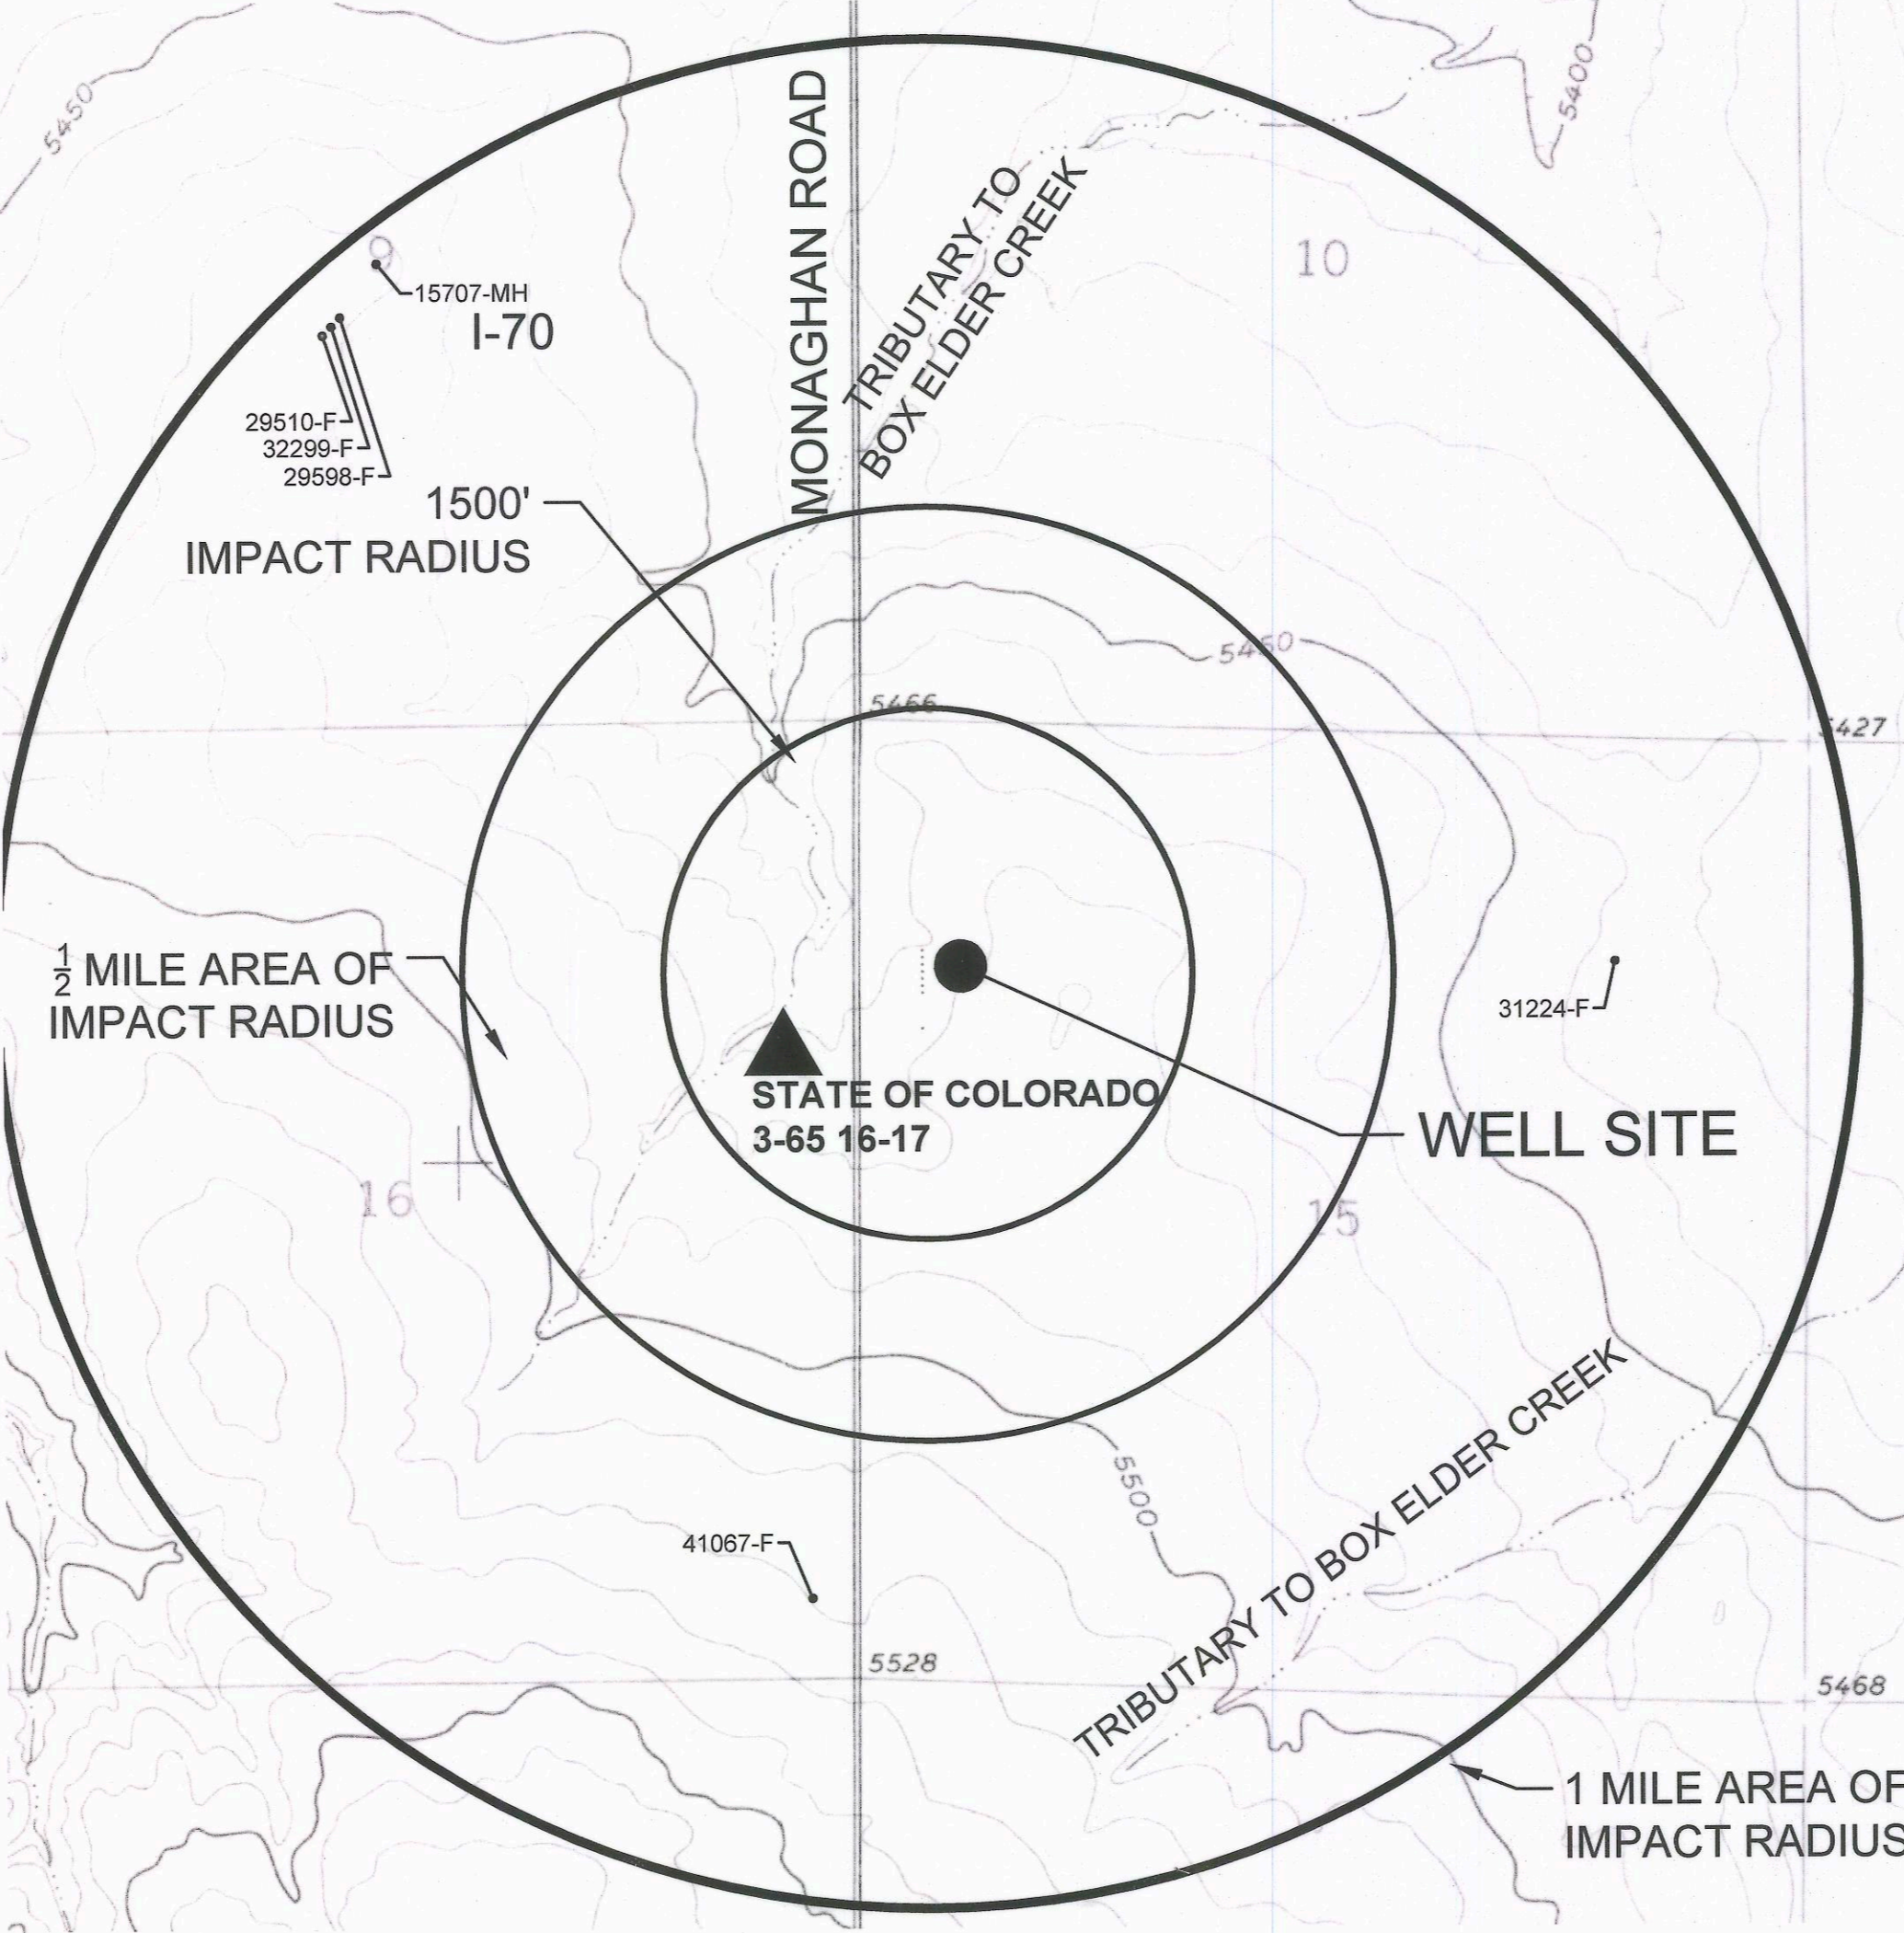 5450
5400
MONAGHAN ROAD
TRIBUTARY TO
BOX ELDER CREEK
9
10
15707-MH
I-70
29510-F
32299-F
29598-F
1500'
IMPACT RADIUS
5450
5466
5427
1/2 MILE AREA OF
IMPACT RADIUS
31224-F
STATE OF COLORADO
3-65 16-17
WELL SITE
16
15
TRIBUTARY TO BOX ELDER CREEK
5500
41067-F
5528
5468
1 MILE AREA OF
IMPACT RADIUS